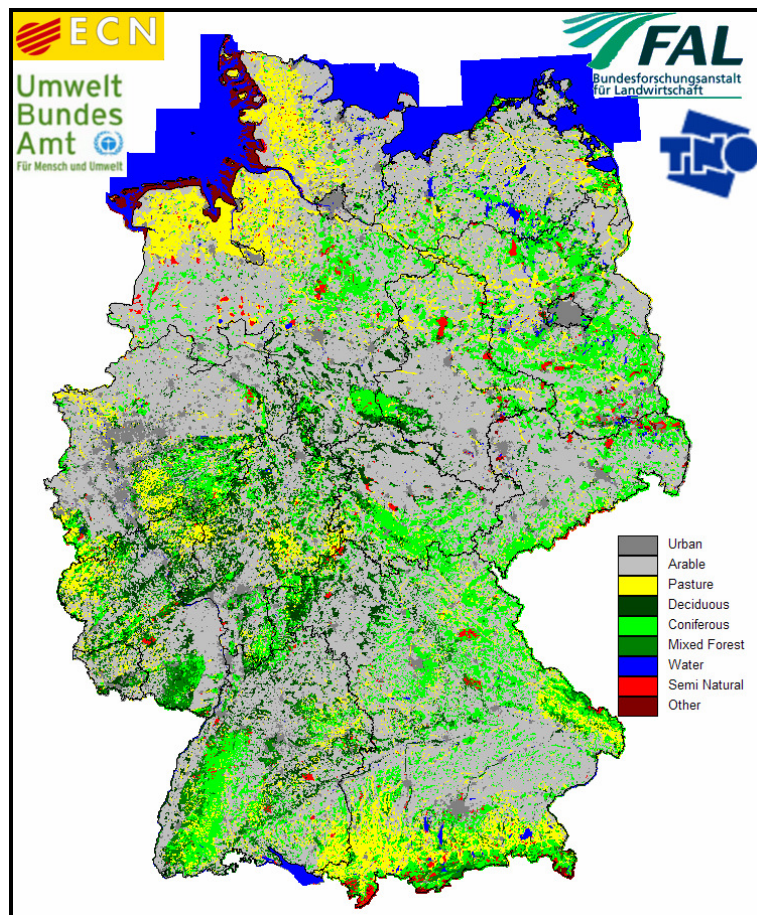 ECN
Umwelt
Bundes
Amt
Für Mensch und Umwelt
FAL
Bundesforschungsanstalt
für Landwirtschaft
TNO
Urban
Arable
Pasture
Deciduous
Coniferous
Mixed Forest
Water
Semi Natural
Other